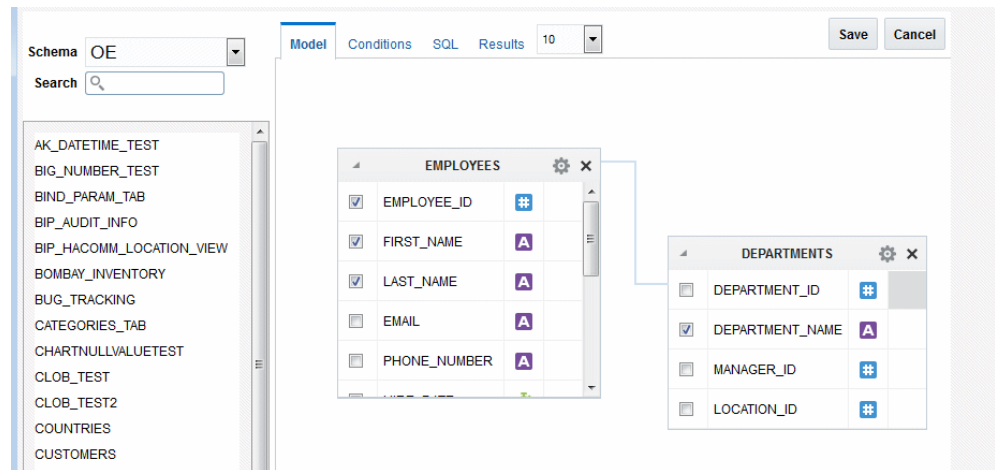 Schema OE
Search
AK_DATETIME_TEST
BIG_NUMBER_TEST
BIND_PARAM_TAB
BIP_AUDIT_INFO
BIP_HACOMM_LOCATION_VIEW
BOMBAY_INVENTORY
BUG_TRACKING
CATEGORIES_TAB
CHARTNULLVALUETEST
CLOB_TEST
CLOB_TEST2
COUNTRIES
CUSTOMERS
Model Conditions SQL Results 10
Save Cancel
EMPLOYEES
EMPLOYEE_ID #
FIRST_NAME A
LAST_NAME A
EMAIL A
PHONE_NUMBER A
DEPARTMENTS
DEPARTMENT_ID #
DEPARTMENT_NAME A
MANAGER_ID #
LOCATION_ID #